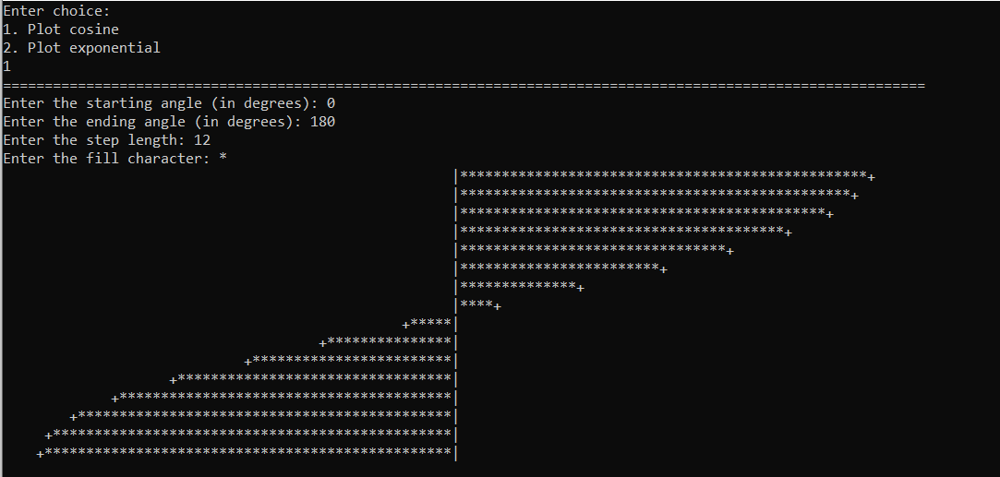 Enter choice:
1. Plot cosine
2. Plot exponential
1
===============================================================================================================
Enter the starting angle (in degrees): 0
Enter the ending angle (in degrees): 180
Enter the step length: 12
Enter the fill character: *
|*************************************************+
|***********************************************+
|********************************************+
|***************************************+
|********************************+
|************************+
|**************+
|****+
+*****|
+***************|
+************************|
+*********************************|
+****************************************|
+*********************************************|
+************************************************|
+*************************************************|